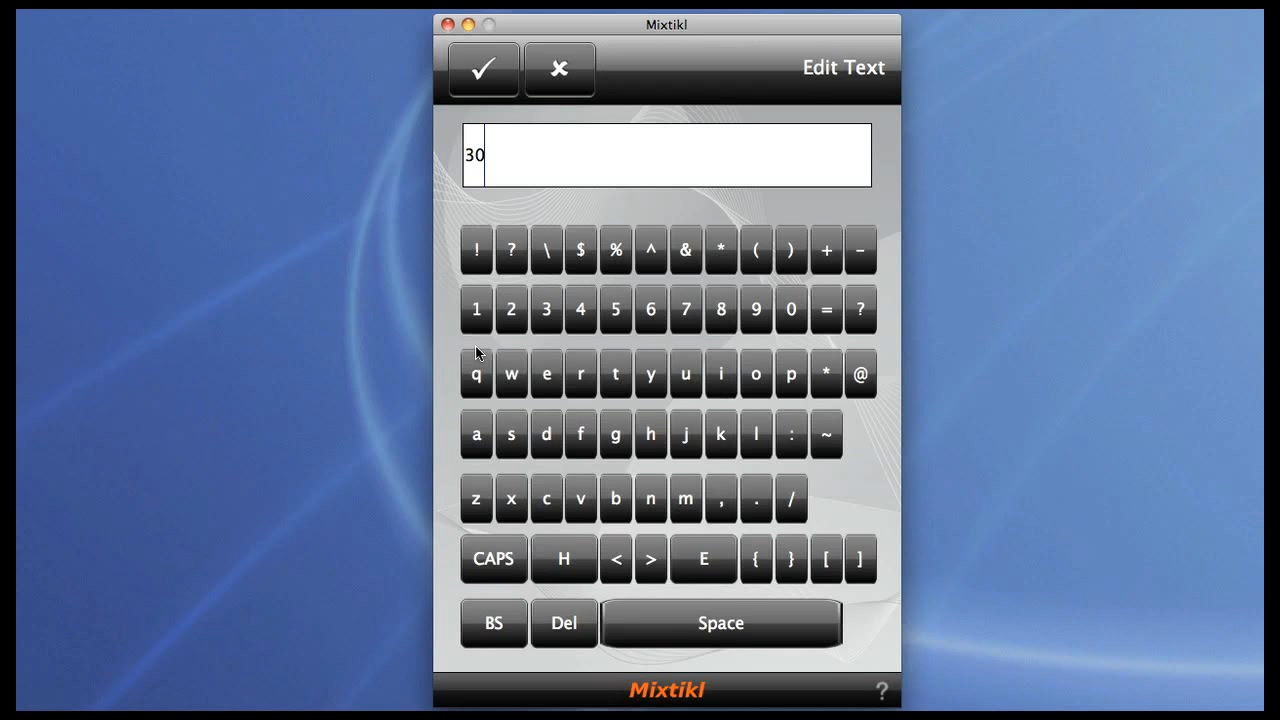 Mixtikl
Edit Text
30
! ? \ $ % ^ & * ( ) + -
1 2 3 4 5 6 7 8 9 0 = ?
q w e r t y u i o p * @
a s d f g h j k l : ~
z x c v b n m , . /
CAPS H < > E { } [ ]
BS Del Space
Mixtikl ?